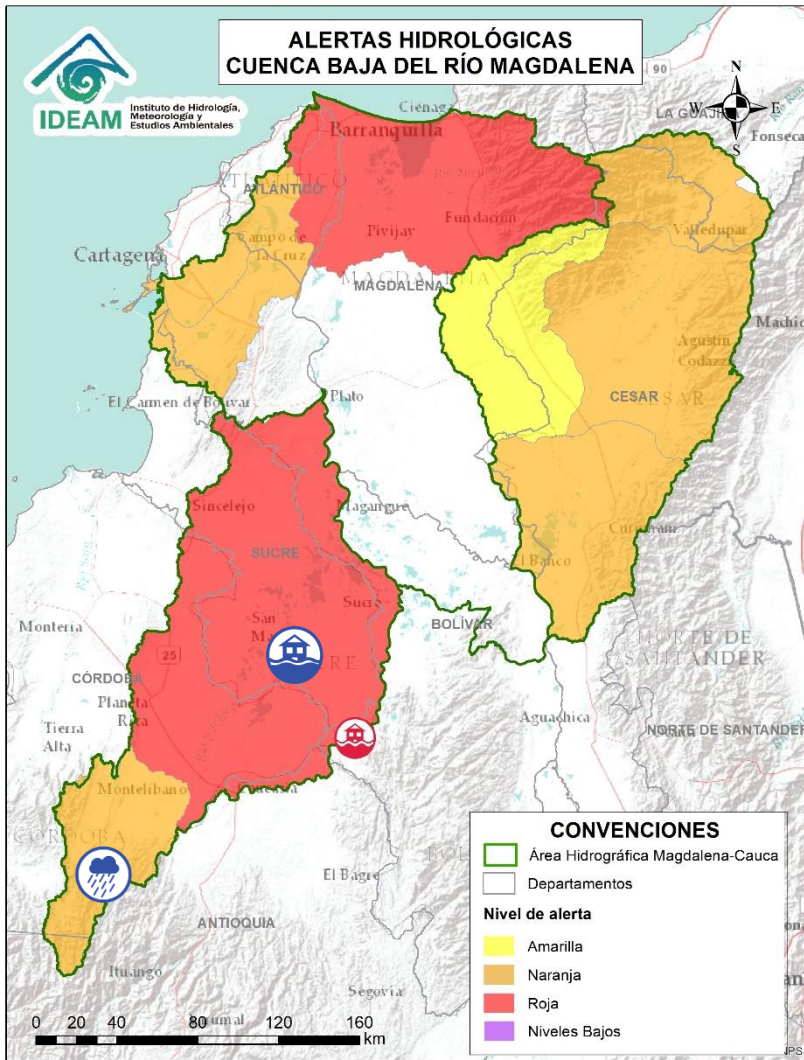 ALERTAS HIDROLÓGICAS
CUENCA BAJA DEL RÍO MAGDALENA
IDEAM
Instituto de Hidrología,
Meteorología y
Estudios Ambientales
90
N
W
E
S
Ciénaga
LA GUAJIRA
Barranquilla
Fonseca
ATLÁNTICO
Fundación
Pivijay
Valledupar
Campo de
la Cruz
Cartagena
MAGDALENA
Agustín
Codazzi
CESAR
Plato
El Carmen de Bolívar
Sincelejo
Magangué
El Banco
SUCRE
Sucre
San
BOLÍVAR
Montería
25
NORTE DE
SANTANDER
CÓRDOBA
Planeta
Rica
Aguachica
Tierra
Alta
NORTE DE SANTANDER
Montelíbano
CÓRDOBA
El Bagre
ANTIOQUIA
Ituango
Segovia
CONVENCIONES
Área Hidrográfica Magdalena-Cauca
Departamentos
Nivel de alerta
Amarilla
Naranja
Roja
Niveles Bajos
0 20 40 80 120 160
km